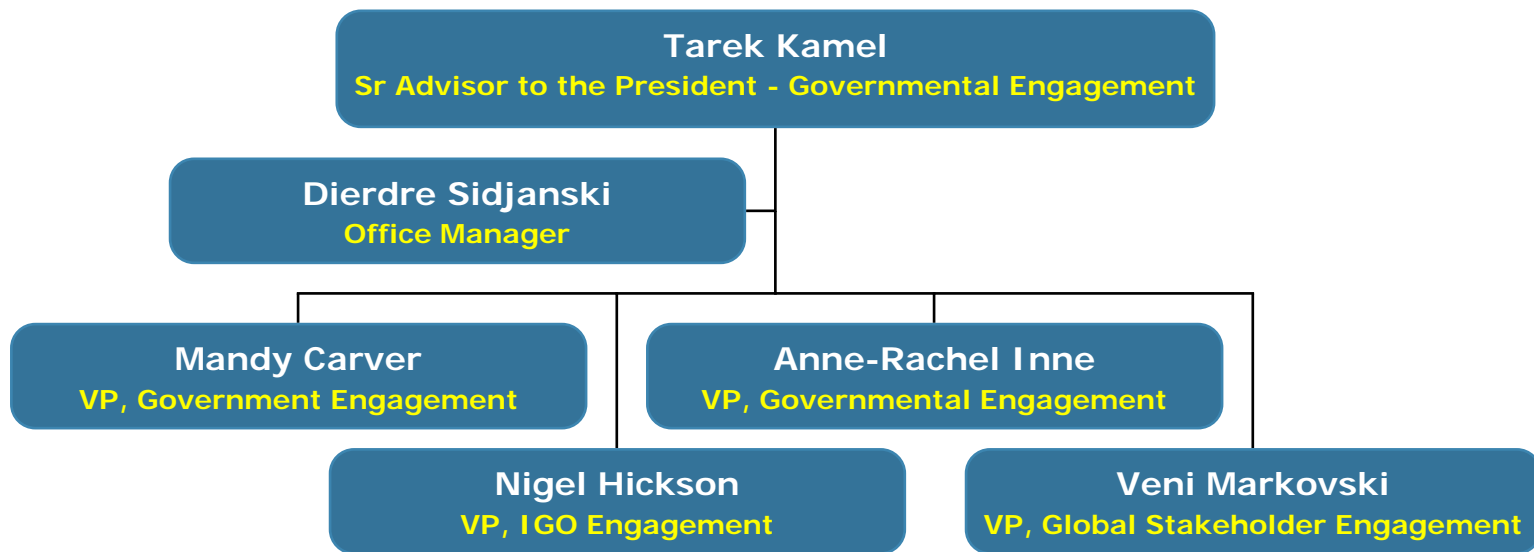 Tarek Kamel
Sr Advisor to the President - Governmental Engagement
Dierdre Sidjanski
Office Manager
Mandy Carver
VP, Government Engagement
Anne-Rachel Inne
VP, Governmental Engagement
Nigel Hickson
VP, IGO Engagement
Veni Markovski
VP, Global Stakeholder Engagement